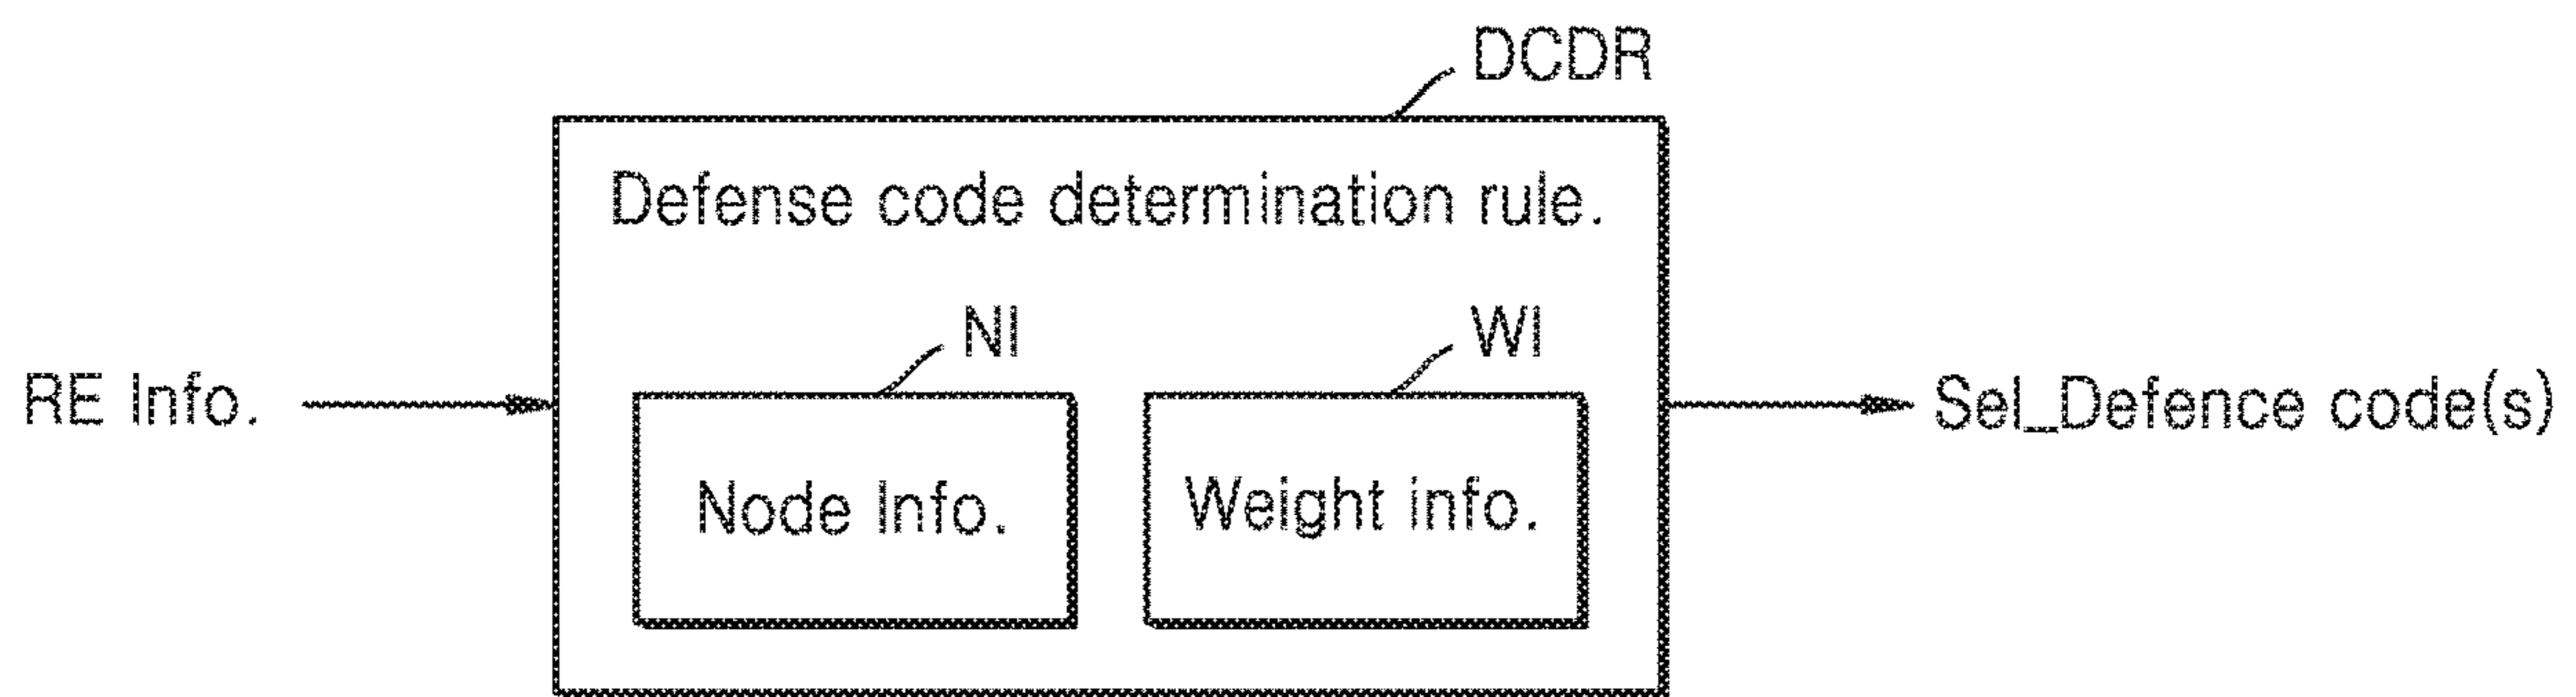 DCDR
Defense code determination rule.
NI
WI
RE Info.
Sel_Defence code(s)
Node Info.
Weight info.